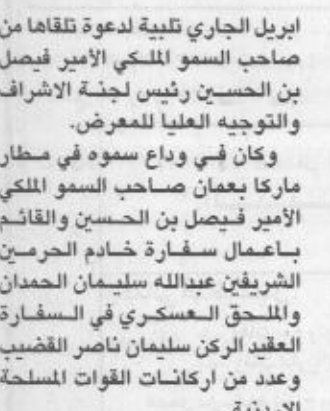 ابريل الجاري تلبية لدعوة تلقاها من
صاحب السمو الملكي الأمير فيصل
بن الحسين رئيس لجنة الاشراف
والتوجيه العليا للمعرض.
وكان في وداع سموه في مطار
ماركا بعمان صاحب السمو الملكي
الأمير فيصل بن الحسين والقائم
باعمال سفارة خادم الحرمين
الشريفين عبدالله سليمان الحمدان
والملحق العسكري في السفارة
العقيد الركن سليمان ناصر القضيب
وعدد من اركانات القوات المسلحة